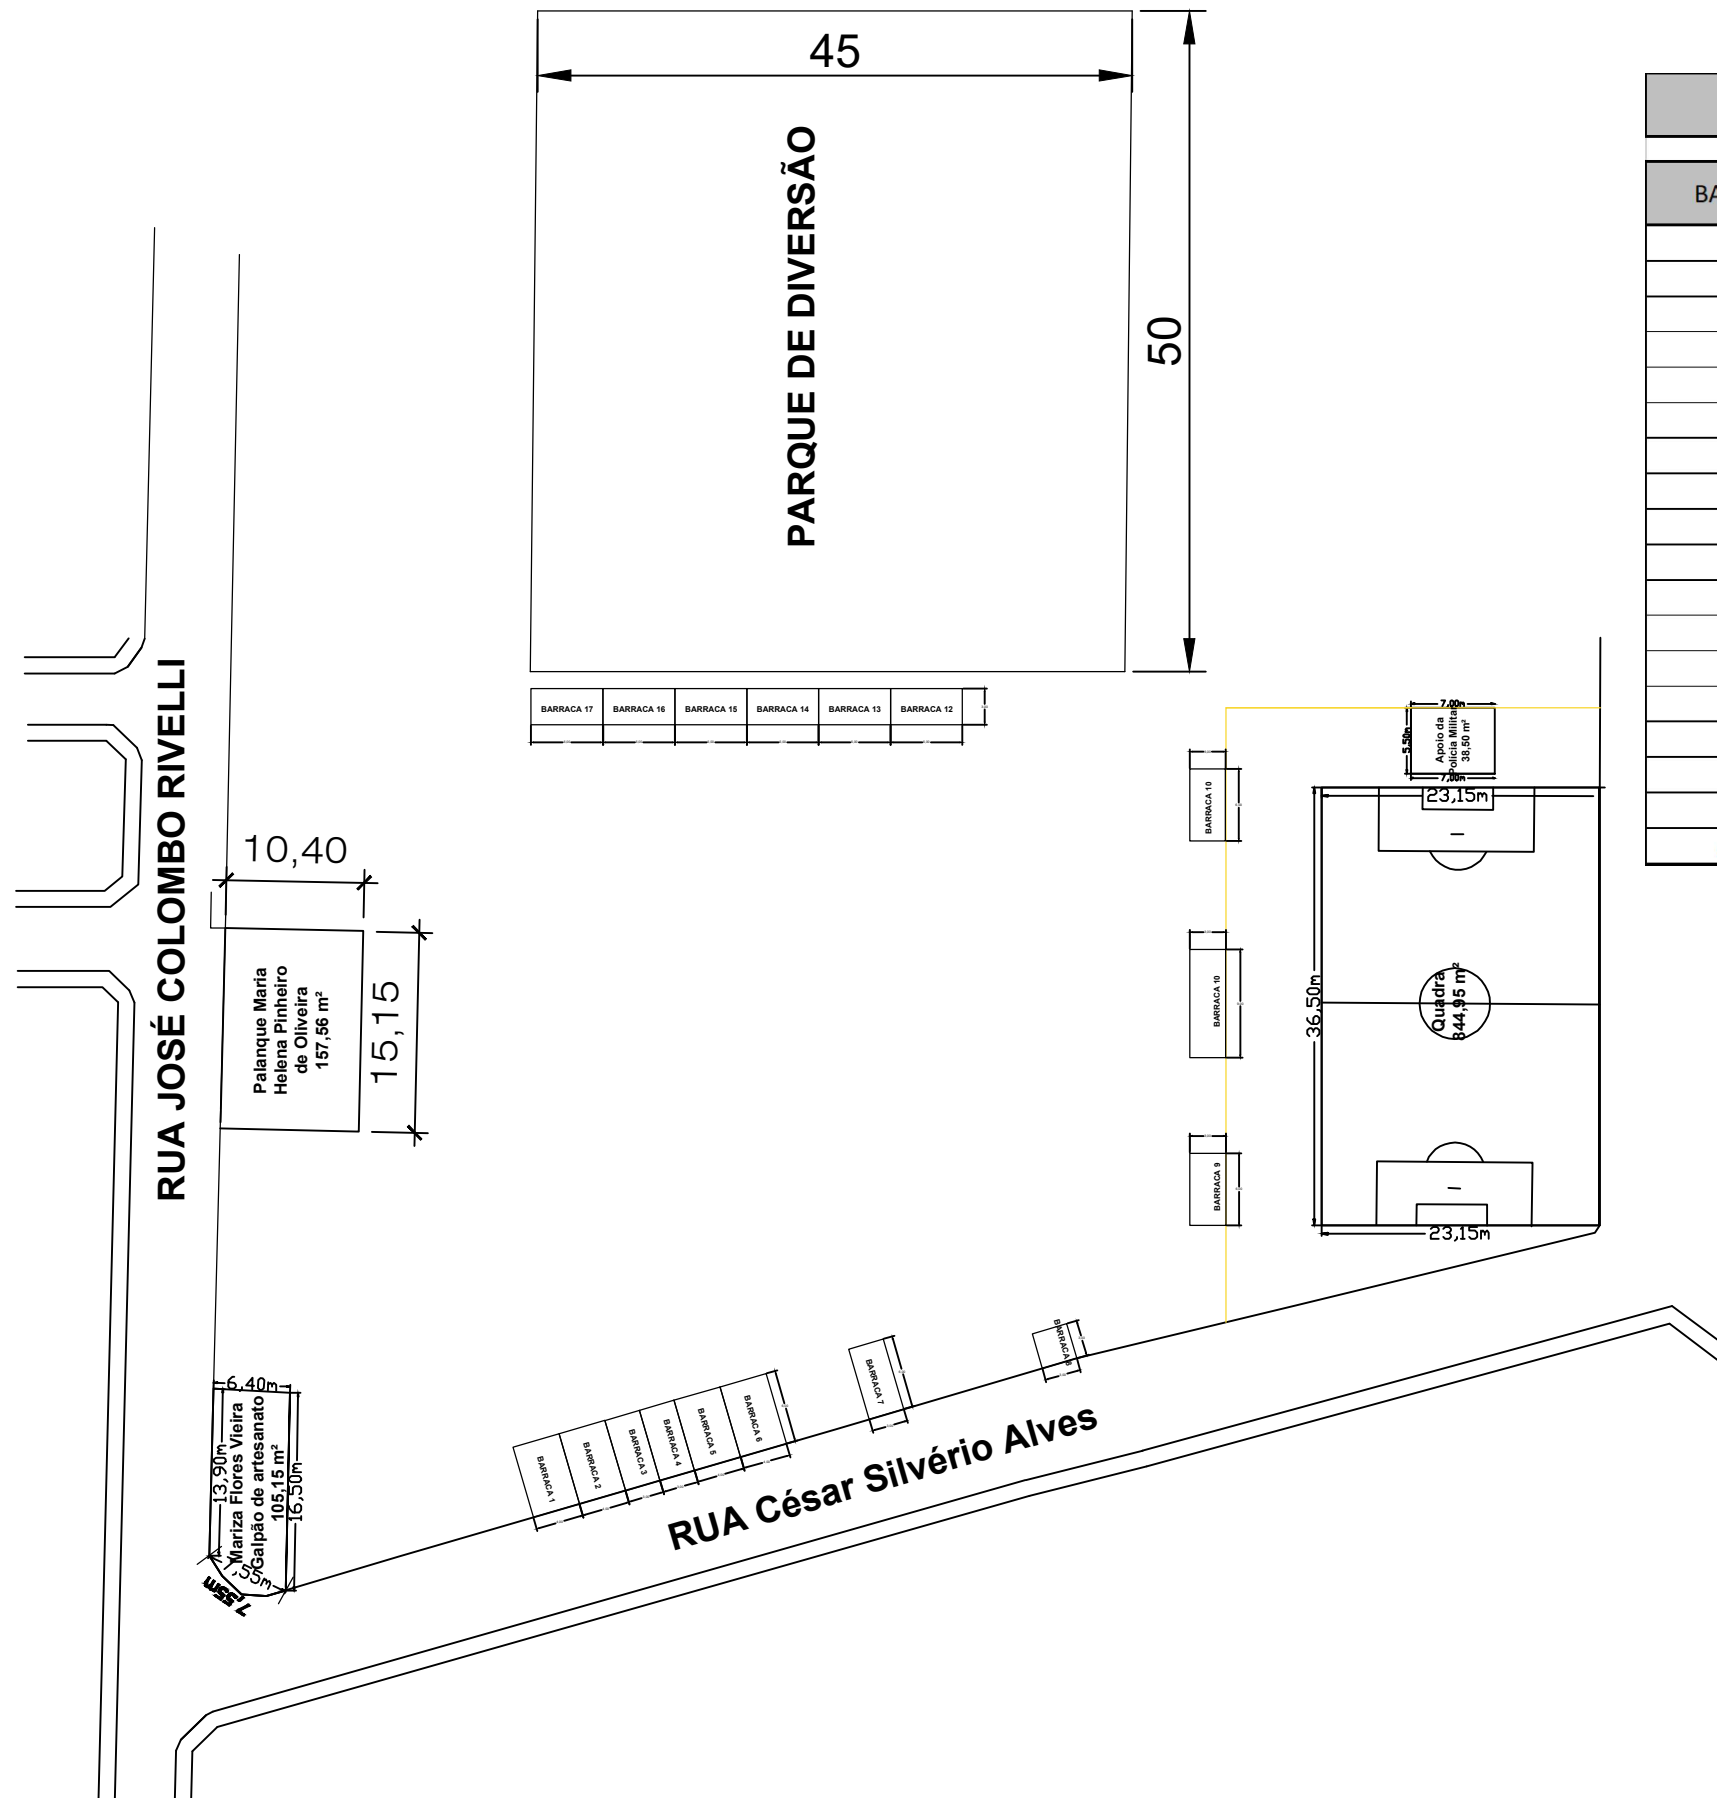 45
50
PARQUE DE DIVERSÃO
BA
BARRACA 17
BARRACA 16
BARRACA 15
BARRACA 14
BARRACA 13
BARRACA 12
RUA JOSÉ COLOMBO RIVELLI
10,40
15,15
Palanque Maria
Helena Pinheiro
de Oliveira
157,56 m²
BARRACA 10
BARRACA 10
BARRACA 9
7,00m
5,50m
Apoio da
Polícia Militar
38,50 m²
7,00m
23,15m
36,50m
Quadra
844,95 m²
23,15m
6,40m
13,90m
Mariza Flores Vieira
Galpão de artesanato
105,15 m²
16,50m
7,55m
7,55m
BARRACA 1
BARRACA 2
BARRACA 3
BARRACA 4
BARRACA 5
BARRACA 6
BARRACA 7
BARRACA 8
RUA César Silvério Alves